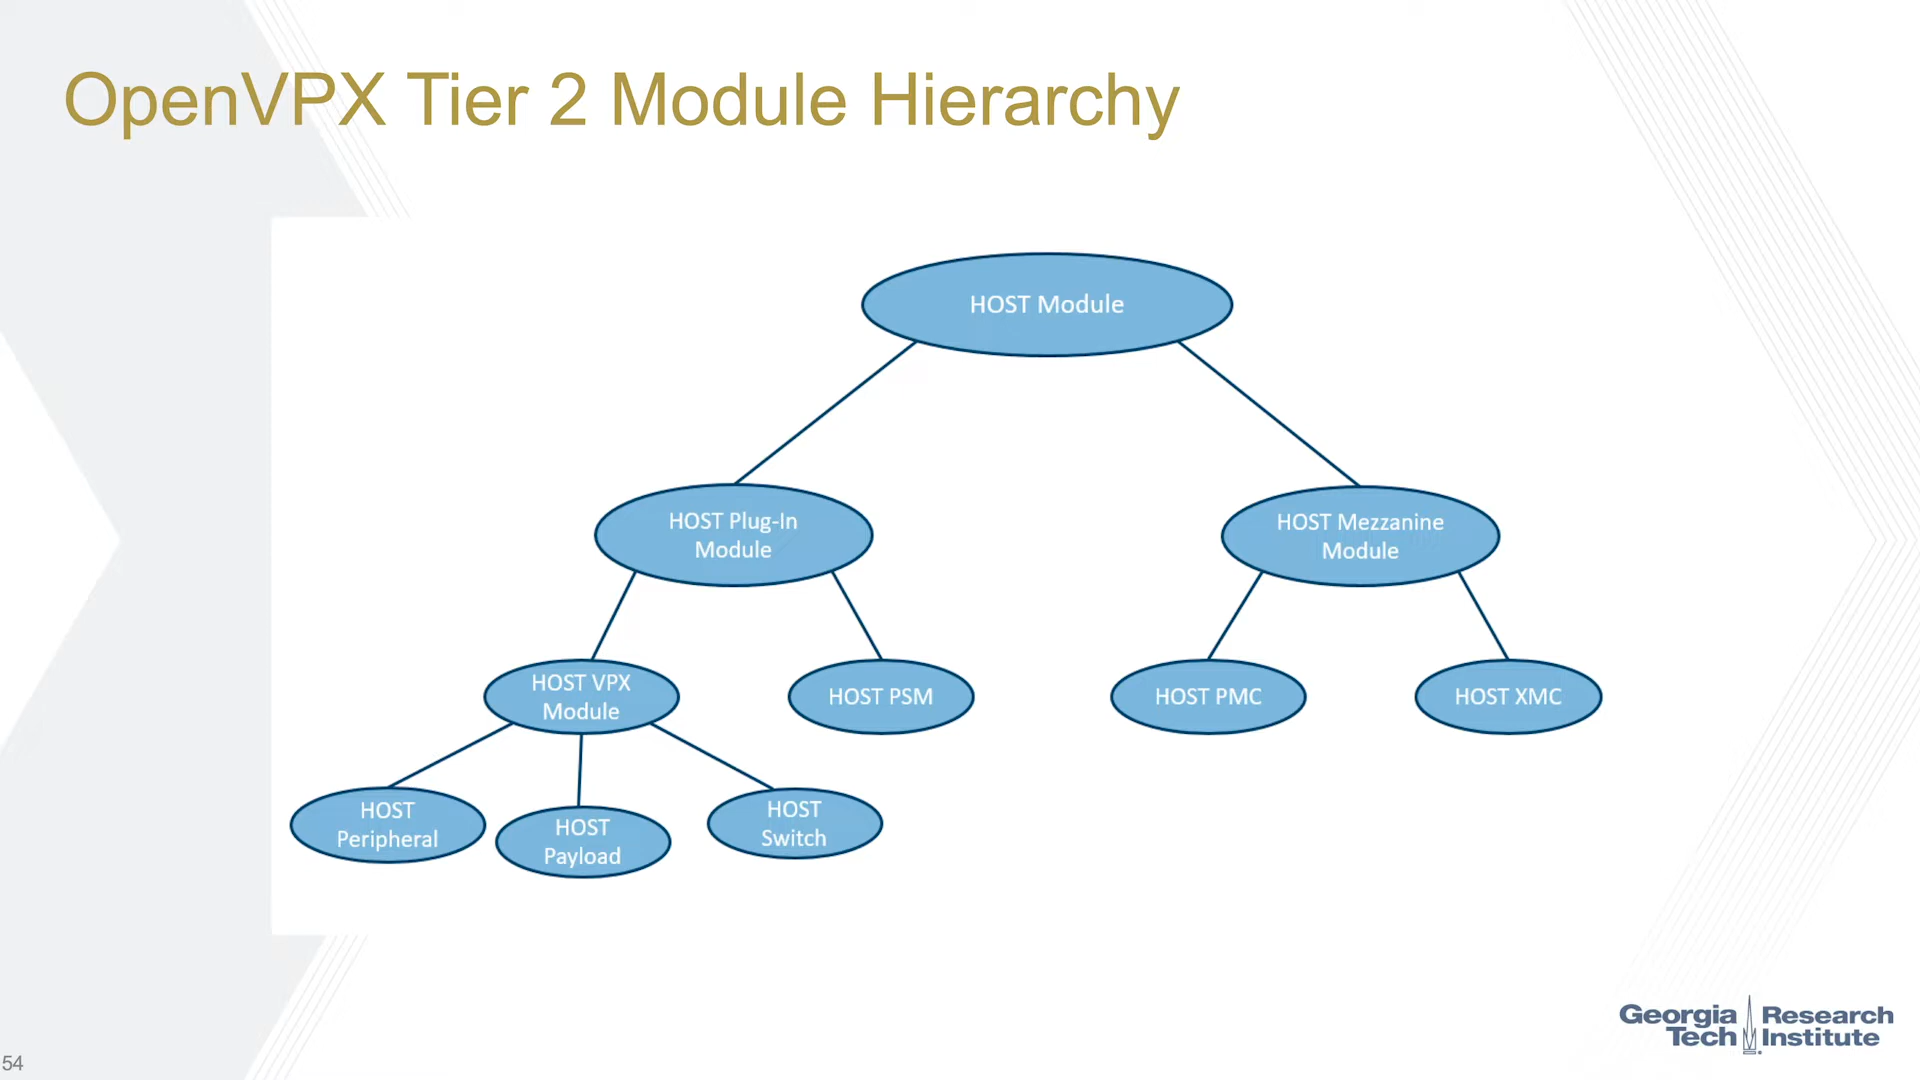 OpenVPX Tier 2 Module Hierarchy
HOST Module
HOST Plug-In
Module
HOST Mezzanine
Module
HOST VPX
Module
HOST PSM
HOST PMC
HOST XMC
HOST
Peripheral
HOST
Payload
HOST
Switch
Georgia
Tech
Research
Institute
54